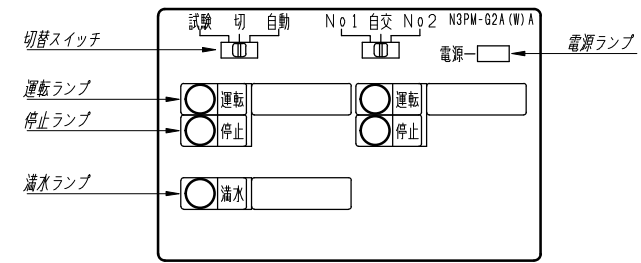 試験 切 自動 No1 自交 No2 N3PM-G2A(W)A
切替スイッチ 電源 電源ランプ
運転ランプ 運転 運転
停止ランプ 停止 停止
満水ランプ 満水